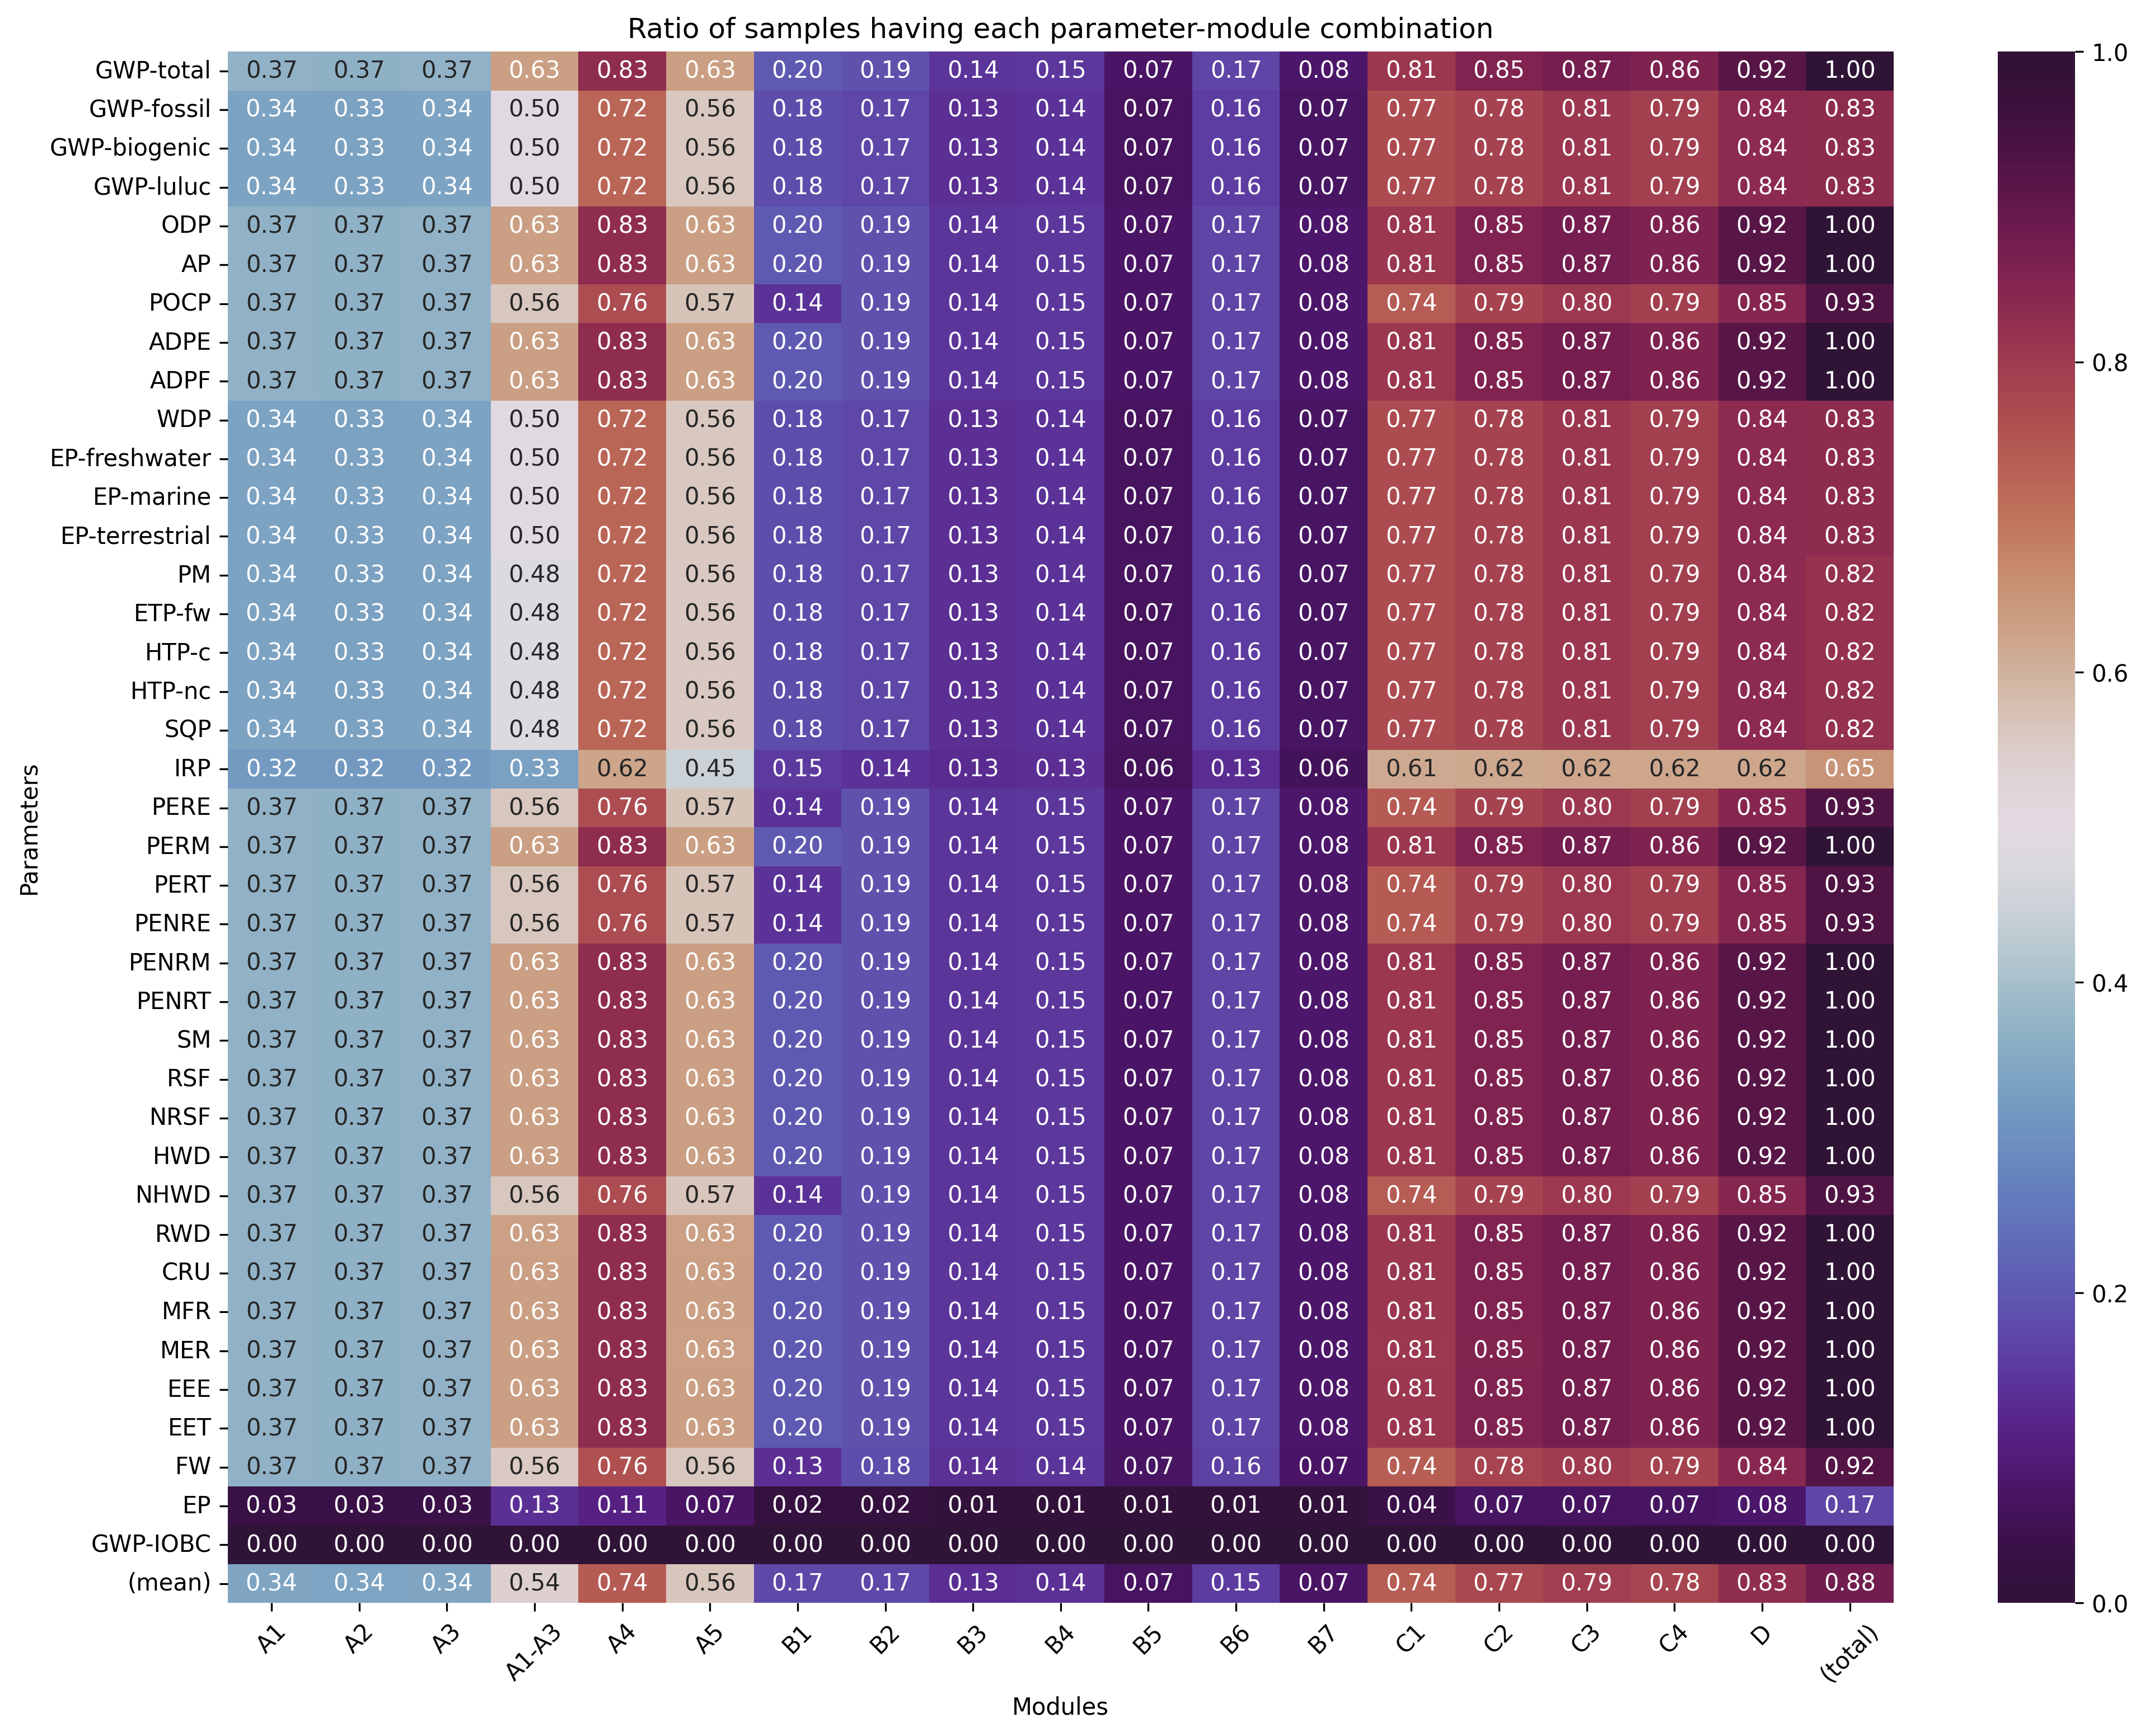 Ratio of samples having each parameter-module combination
GWP-total 0.37 0.37 0.37 0.63 0.83 0.63 0.20 0.19 0.14 0.15 0.07 0.17 0.08 0.81 0.85 0.87 0.86 0.92 1.00
GWP-fossil 0.34 0.33 0.34 0.50 0.72 0.56 0.18 0.17 0.13 0.14 0.07 0.16 0.07 0.77 0.78 0.81 0.79 0.84 0.83
GWP-biogenic 0.34 0.33 0.34 0.50 0.72 0.56 0.18 0.17 0.13 0.14 0.07 0.16 0.07 0.77 0.78 0.81 0.79 0.84 0.83
GWP-luluc 0.34 0.33 0.34 0.50 0.72 0.56 0.18 0.17 0.13 0.14 0.07 0.16 0.07 0.77 0.78 0.81 0.79 0.84 0.83
ODP 0.37 0.37 0.37 0.63 0.83 0.63 0.20 0.19 0.14 0.15 0.07 0.17 0.08 0.81 0.85 0.87 0.86 0.92 1.00
AP 0.37 0.37 0.37 0.63 0.83 0.63 0.20 0.19 0.14 0.15 0.07 0.17 0.08 0.81 0.85 0.87 0.86 0.92 1.00
POCP 0.37 0.37 0.37 0.56 0.76 0.57 0.14 0.19 0.14 0.15 0.07 0.17 0.08 0.74 0.79 0.80 0.79 0.85 0.93
ADPE 0.37 0.37 0.37 0.63 0.83 0.63 0.20 0.19 0.14 0.15 0.07 0.17 0.08 0.81 0.85 0.87 0.86 0.92 1.00
ADPF 0.37 0.37 0.37 0.63 0.83 0.63 0.20 0.19 0.14 0.15 0.07 0.17 0.08 0.81 0.85 0.87 0.86 0.92 1.00
WDP 0.34 0.33 0.34 0.50 0.72 0.56 0.18 0.17 0.13 0.14 0.07 0.16 0.07 0.77 0.78 0.81 0.79 0.84 0.83
EP-freshwater 0.34 0.33 0.34 0.50 0.72 0.56 0.18 0.17 0.13 0.14 0.07 0.16 0.07 0.77 0.78 0.81 0.79 0.84 0.83
EP-marine 0.34 0.33 0.34 0.50 0.72 0.56 0.18 0.17 0.13 0.14 0.07 0.16 0.07 0.77 0.78 0.81 0.79 0.84 0.83
EP-terrestrial 0.34 0.33 0.34 0.50 0.72 0.56 0.18 0.17 0.13 0.14 0.07 0.16 0.07 0.77 0.78 0.81 0.79 0.84 0.83
PM 0.34 0.33 0.34 0.48 0.72 0.56 0.18 0.17 0.13 0.14 0.07 0.16 0.07 0.77 0.78 0.81 0.79 0.84 0.82
ETP-fw 0.34 0.33 0.34 0.48 0.72 0.56 0.18 0.17 0.13 0.14 0.07 0.16 0.07 0.77 0.78 0.81 0.79 0.84 0.82
HTP-c 0.34 0.33 0.34 0.48 0.72 0.56 0.18 0.17 0.13 0.14 0.07 0.16 0.07 0.77 0.78 0.81 0.79 0.84 0.82
HTP-nc 0.34 0.33 0.34 0.48 0.72 0.56 0.18 0.17 0.13 0.14 0.07 0.16 0.07 0.77 0.78 0.81 0.79 0.84 0.82
SQP 0.34 0.33 0.34 0.48 0.72 0.56 0.18 0.17 0.13 0.14 0.07 0.16 0.07 0.77 0.78 0.81 0.79 0.84 0.82
IRP 0.32 0.32 0.32 0.33 0.62 0.45 0.15 0.14 0.13 0.13 0.06 0.13 0.06 0.61 0.62 0.62 0.62 0.62 0.65
PERE 0.37 0.37 0.37 0.56 0.76 0.57 0.14 0.19 0.14 0.15 0.07 0.17 0.08 0.74 0.79 0.80 0.79 0.85 0.93
PERM 0.37 0.37 0.37 0.63 0.83 0.63 0.20 0.19 0.14 0.15 0.07 0.17 0.08 0.81 0.85 0.87 0.86 0.92 1.00
PERT 0.37 0.37 0.37 0.56 0.76 0.57 0.14 0.19 0.14 0.15 0.07 0.17 0.08 0.74 0.79 0.80 0.79 0.85 0.93
PENRE 0.37 0.37 0.37 0.56 0.76 0.57 0.14 0.19 0.14 0.15 0.07 0.17 0.08 0.74 0.79 0.80 0.79 0.85 0.93
PENRM 0.37 0.37 0.37 0.63 0.83 0.63 0.20 0.19 0.14 0.15 0.07 0.17 0.08 0.81 0.85 0.87 0.86 0.92 1.00
PENRT 0.37 0.37 0.37 0.63 0.83 0.63 0.20 0.19 0.14 0.15 0.07 0.17 0.08 0.81 0.85 0.87 0.86 0.92 1.00
SM 0.37 0.37 0.37 0.63 0.83 0.63 0.20 0.19 0.14 0.15 0.07 0.17 0.08 0.81 0.85 0.87 0.86 0.92 1.00
RSF 0.37 0.37 0.37 0.63 0.83 0.63 0.20 0.19 0.14 0.15 0.07 0.17 0.08 0.81 0.85 0.87 0.86 0.92 1.00
NRSF 0.37 0.37 0.37 0.63 0.83 0.63 0.20 0.19 0.14 0.15 0.07 0.17 0.08 0.81 0.85 0.87 0.86 0.92 1.00
HWD 0.37 0.37 0.37 0.63 0.83 0.63 0.20 0.19 0.14 0.15 0.07 0.17 0.08 0.81 0.85 0.87 0.86 0.92 1.00
NHWD 0.37 0.37 0.37 0.56 0.76 0.57 0.14 0.19 0.14 0.15 0.07 0.17 0.08 0.74 0.79 0.80 0.79 0.85 0.93
RWD 0.37 0.37 0.37 0.63 0.83 0.63 0.20 0.19 0.14 0.15 0.07 0.17 0.08 0.81 0.85 0.87 0.86 0.92 1.00
CRU 0.37 0.37 0.37 0.63 0.83 0.63 0.20 0.19 0.14 0.15 0.07 0.17 0.08 0.81 0.85 0.87 0.86 0.92 1.00
MFR 0.37 0.37 0.37 0.63 0.83 0.63 0.20 0.19 0.14 0.15 0.07 0.17 0.08 0.81 0.85 0.87 0.86 0.92 1.00
MER 0.37 0.37 0.37 0.63 0.83 0.63 0.20 0.19 0.14 0.15 0.07 0.17 0.08 0.81 0.85 0.87 0.86 0.92 1.00
EEE 0.37 0.37 0.37 0.63 0.83 0.63 0.20 0.19 0.14 0.15 0.07 0.17 0.08 0.81 0.85 0.87 0.86 0.92 1.00
EET 0.37 0.37 0.37 0.63 0.83 0.63 0.20 0.19 0.14 0.15 0.07 0.17 0.08 0.81 0.85 0.87 0.86 0.92 1.00
FW 0.37 0.37 0.37 0.56 0.76 0.56 0.13 0.18 0.14 0.14 0.07 0.16 0.07 0.74 0.78 0.80 0.79 0.84 0.92
EP 0.03 0.03 0.03 0.13 0.11 0.07 0.02 0.02 0.01 0.01 0.01 0.01 0.01 0.04 0.07 0.07 0.07 0.08 0.17
GWP-IOBC 0.00 0.00 0.00 0.00 0.00 0.00 0.00 0.00 0.00 0.00 0.00 0.00 0.00 0.00 0.00 0.00 0.00 0.00 0.00
(mean) 0.34 0.34 0.34 0.54 0.74 0.56 0.17 0.17 0.13 0.14 0.07 0.15 0.07 0.74 0.77 0.79 0.78 0.83 0.88
A1 A2 A3 A1-A3 A4 A5 B1 B2 B3 B4 B5 B6 B7 C1 C2 C3 C4 D (total)
Modules
Parameters
1.0
0.8
0.6
0.4
0.2
0.0